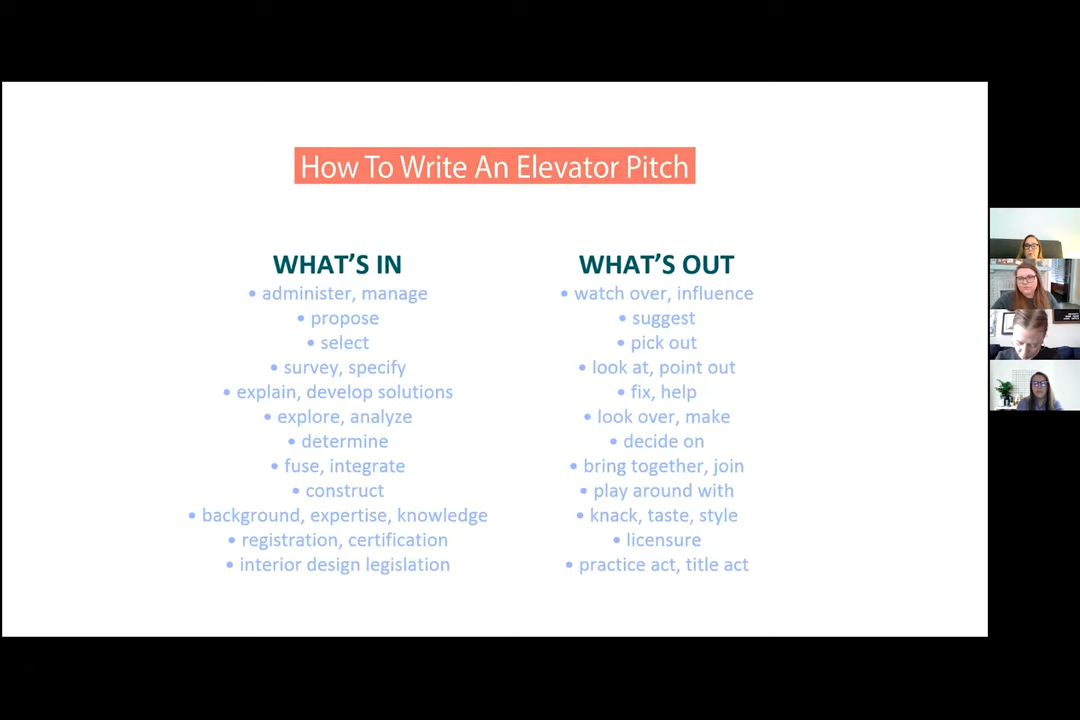 How To Write An Elevator Pitch
WHAT'S IN
• administer, manage
• propose
• select
• survey, specify
• explain, develop solutions
• explore, analyze
• determine
• fuse, integrate
• construct
• background, expertise, knowledge
• registration, certification
• interior design legislation
WHAT'S OUT
• watch over, influence
• suggest
• pick out
• look at, point out
• fix, help
• look over, make
• decide on
• bring together, join
• play around with
• knack, taste, style
• licensure
• practice act, title act